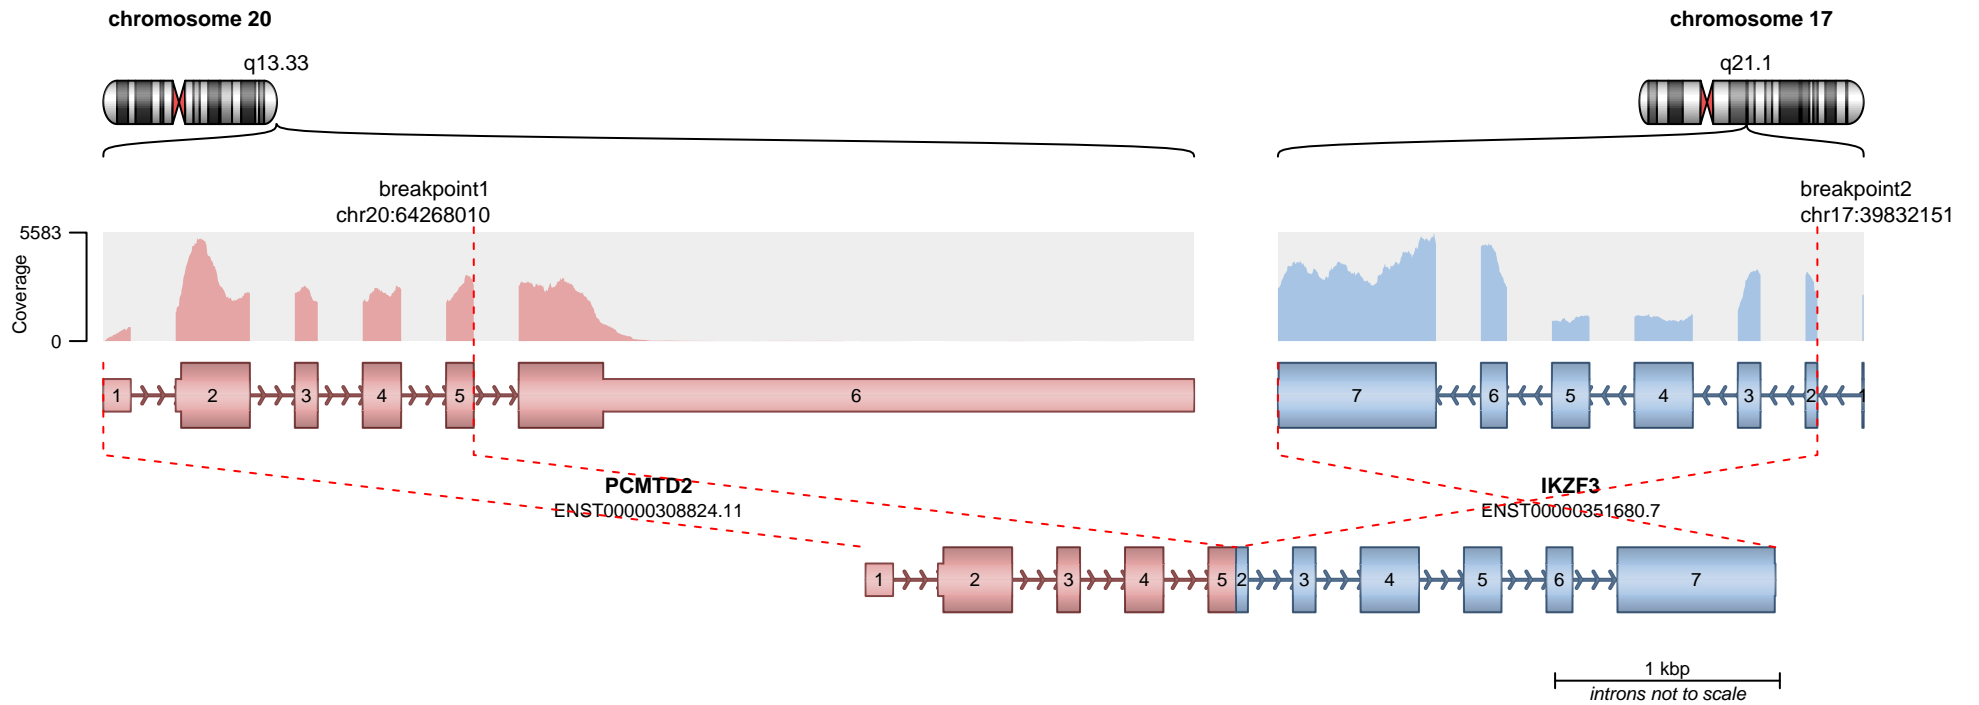 chromosome 20
chromosome 17
q13.33
q21.1
breakpoint1
chr20:64268010
breakpoint2
chr17:39832151
5583
Coverage
0
1 2 3 4 5 6
7 6 5 4 3 2 1
PCMTD2
ENST00000308824.11
IKZF3
ENST00000351680.7
1 2 3 4 5 2 3 4 5 6 7
1 kbp
introns not to scale